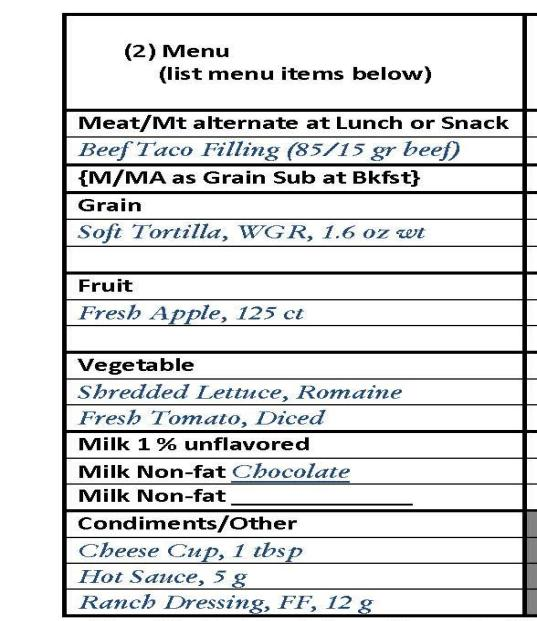 (2) Menu
(list menu items below)
Meat/Mt alternate at Lunch or Snack
Beef Taco Filling (85/15 gr beef)
{M/MA as Grain Sub at Bkfst}
Grain
Soft Tortilla, WGR, 1.6 oz wt
Fruit
Fresh Apple, 125 ct
Vegetable
Shredded Lettuce, Romaine
Fresh Tomato, Diced
Milk 1 % unflavored
Milk Non-fat Chocolate
Milk Non-fat _______________
Condiments/Other
Cheese Cup, 1 tbsp
Hot Sauce, 5 g
Ranch Dressing, FF, 12 g